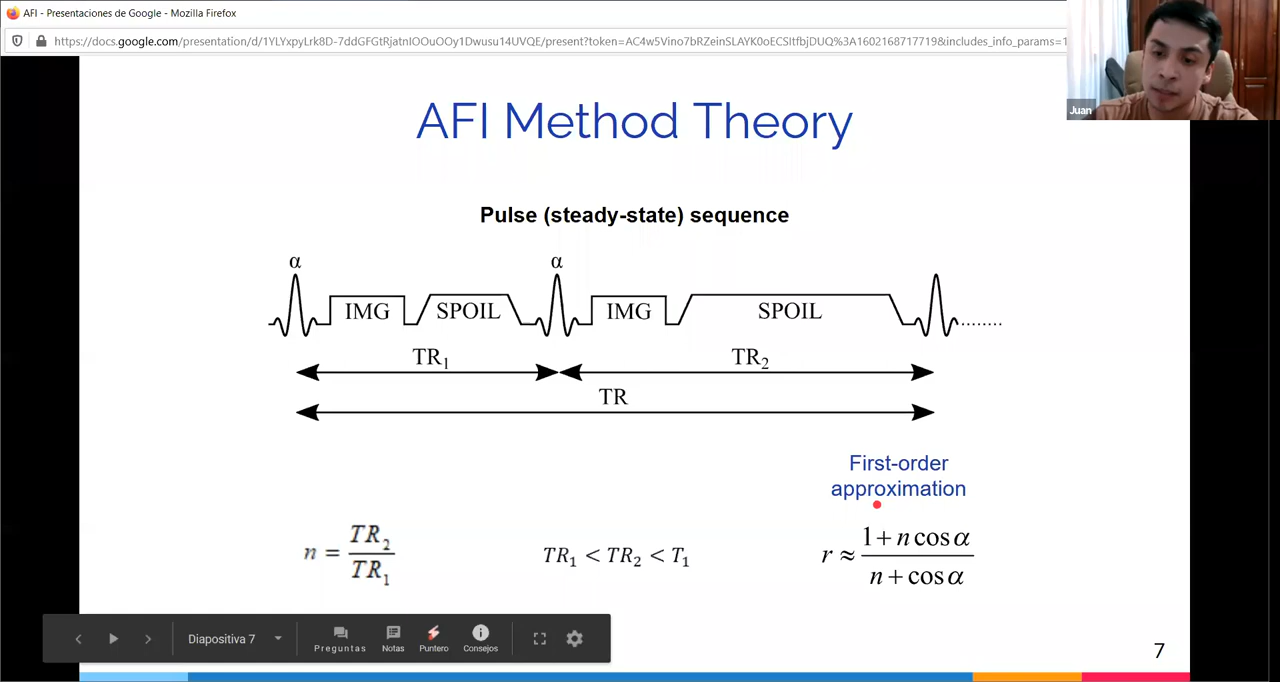 AFI - Presentaciones de Google - Mozilla Firefox
https://docs.google.com/presentation/d/1YLYxpyLrk8D-7ddGFGtRjatnIOOuOOy1Dwusu14UVQE/present?token=AC4w5Vino7bRZeinSLAYK0oECSItfbjDUQ%3A1602168717719&includes_info_params=1
Juan
AFI Method Theory
Pulse (steady-state) sequence
α α
IMG SPOIL IMG SPOIL ........
TR₁ TR₂
TR
First-order
approximation
n = TR₂ / TR₁
TR₁ < TR₂ < T₁
r ≈ (1 + n cos α) / (n + cos α)
Diapositiva 7
Preguntas Notas Puntero Consejos
7